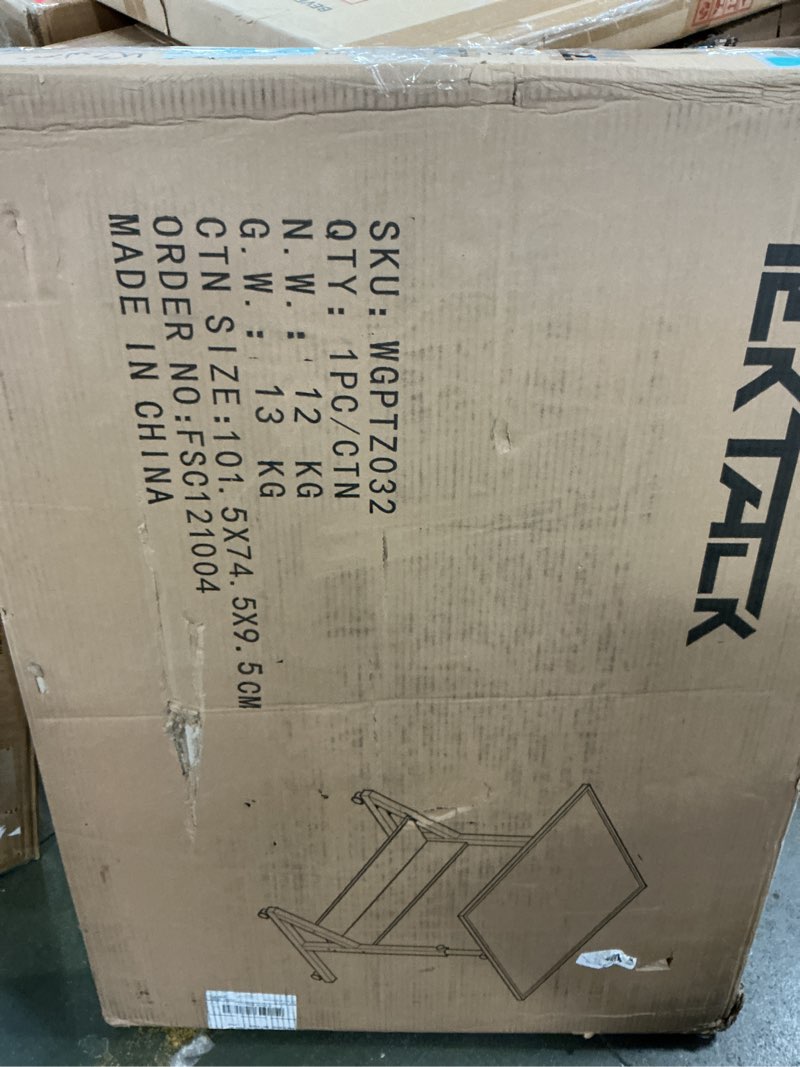 TEKTALK
SKU: WGPTZ032
QTY: 1PC/CTN
N. W. : 12 KG
G. W. : 13 KG
CTN SIZE:101. 5X74. 5X9. 5CM
ORDER NO:FSC121004
MADE IN CHINA